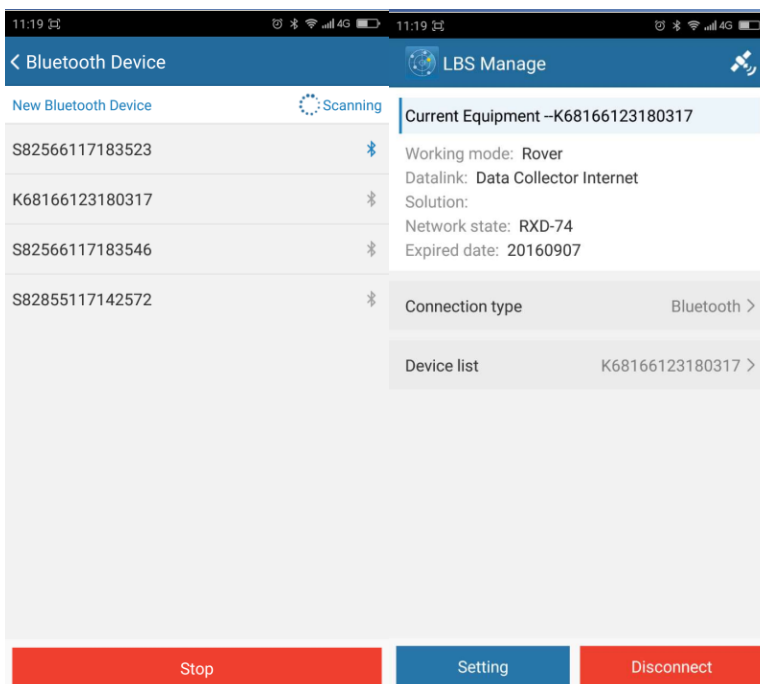 11:19 4G
Bluetooth Device
New Bluetooth Device Scanning
S82566117183523
K68166123180317
S82566117183546
S82855117142572
Stop
11:19 4G
LBS Manage
Current Equipment --K68166123180317
Working mode: Rover
Datalink: Data Collector Internet
Solution:
Network state: RXD-74
Expired date: 20160907
Connection type Bluetooth >
Device list K68166123180317 >
Setting Disconnect